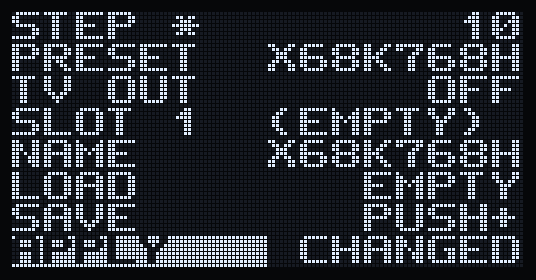 STEP * 10
PRESET X68K768H
TV OUT OFF
SLOT 1 (EMPTY)
NAME X68K768H
LOAD EMPTY
SAVE PUSH+
APPLY CHANGED